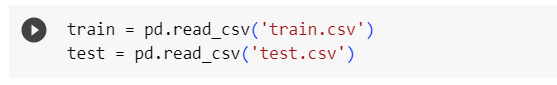 train = pd.read_csv('train.csv')
test = pd.read_csv('test.csv')